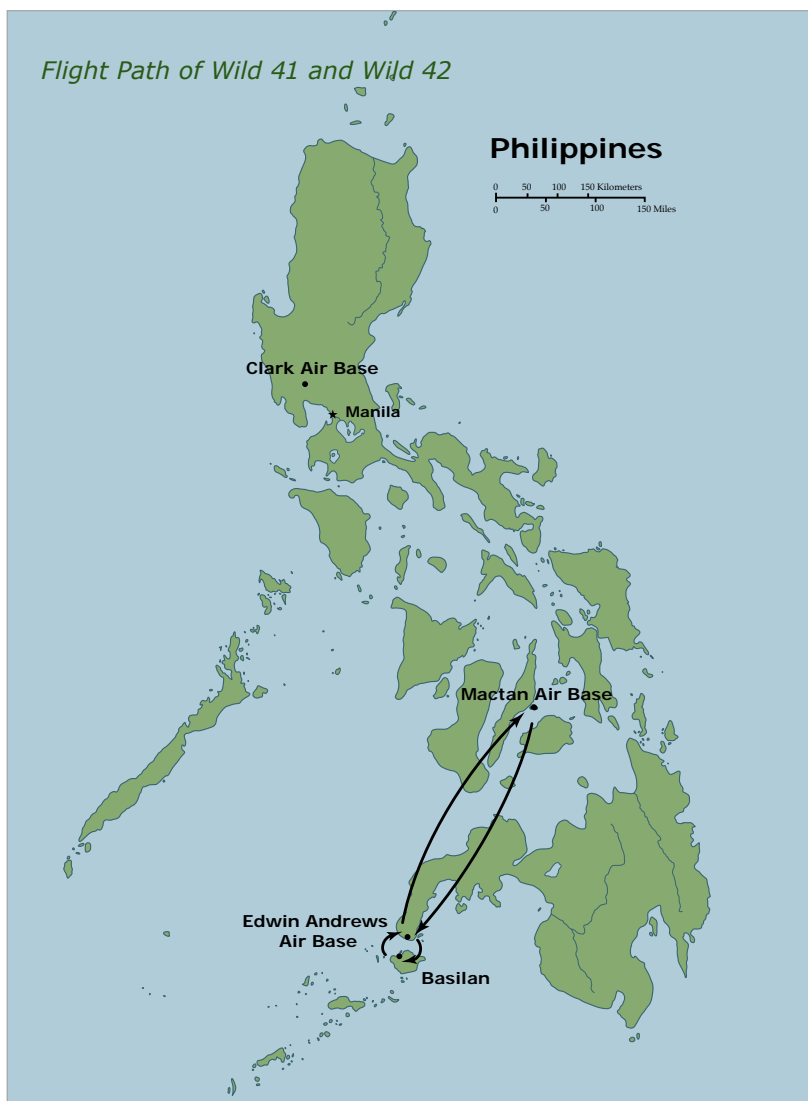 Flight Path of Wild 41 and Wild 42
Philippines
0 50 100 150 Kilometers
0 50 100 150 Miles
Clark Air Base
Manila
Mactan Air Base
Edwin Andrews
Air Base
Basilan